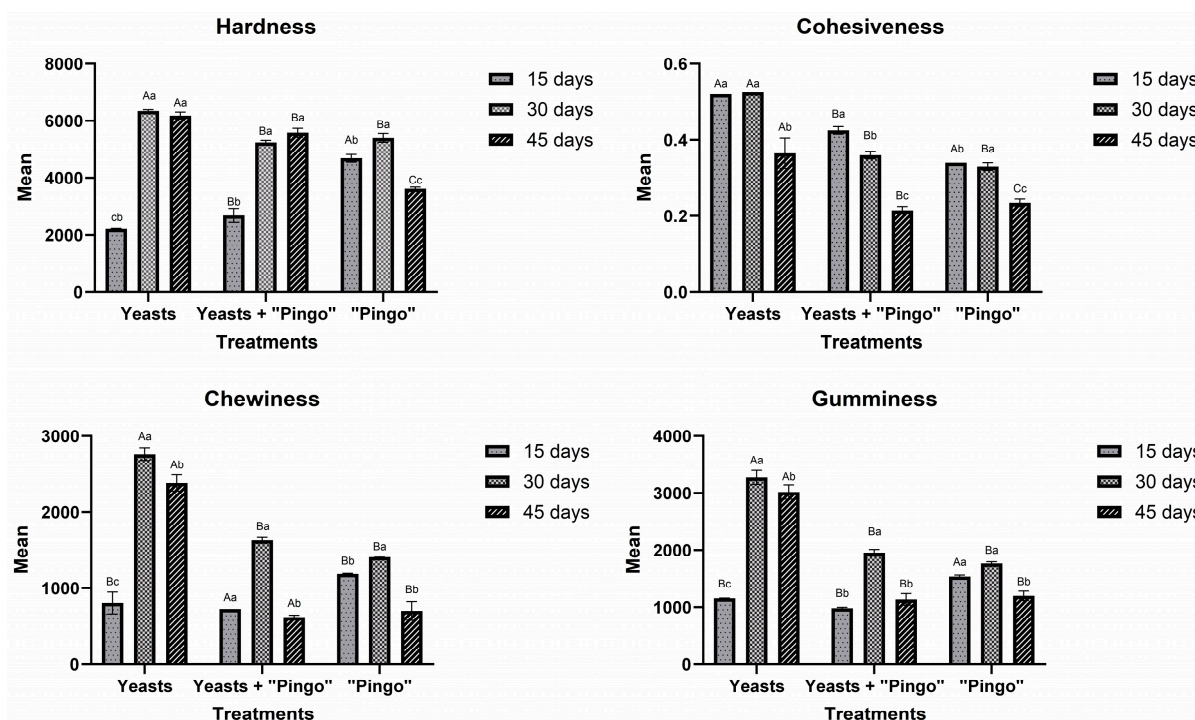 Hardness
8000
6000
4000
2000
0
Mean
cb
Aa
Aa
Bb
Ba
Ba
Ab
Ba
Cc
15 days
30 days
45 days
Yeasts
Yeasts + "Pingo"
"Pingo"
Treatments
Cohesiveness
0.6
0.4
0.2
0.0
Mean
Aa
Aa
Ab
Ba
Bb
Bc
Ab
Ba
Cc
15 days
30 days
45 days
Yeasts
Yeasts + "Pingo"
"Pingo"
Treatments
Chewiness
3000
2000
1000
0
Mean
Bc
Aa
Ab
Aa
Ba
Ab
Bb
Ba
Bb
15 days
30 days
45 days
Yeasts
Yeasts + "Pingo"
"Pingo"
Treatments
Gumminess
4000
3000
2000
1000
0
Mean
Bc
Aa
Ab
Bb
Ba
Bb
Aa
Ba
Bb
15 days
30 days
45 days
Yeasts
Yeasts + "Pingo"
"Pingo"
Treatments